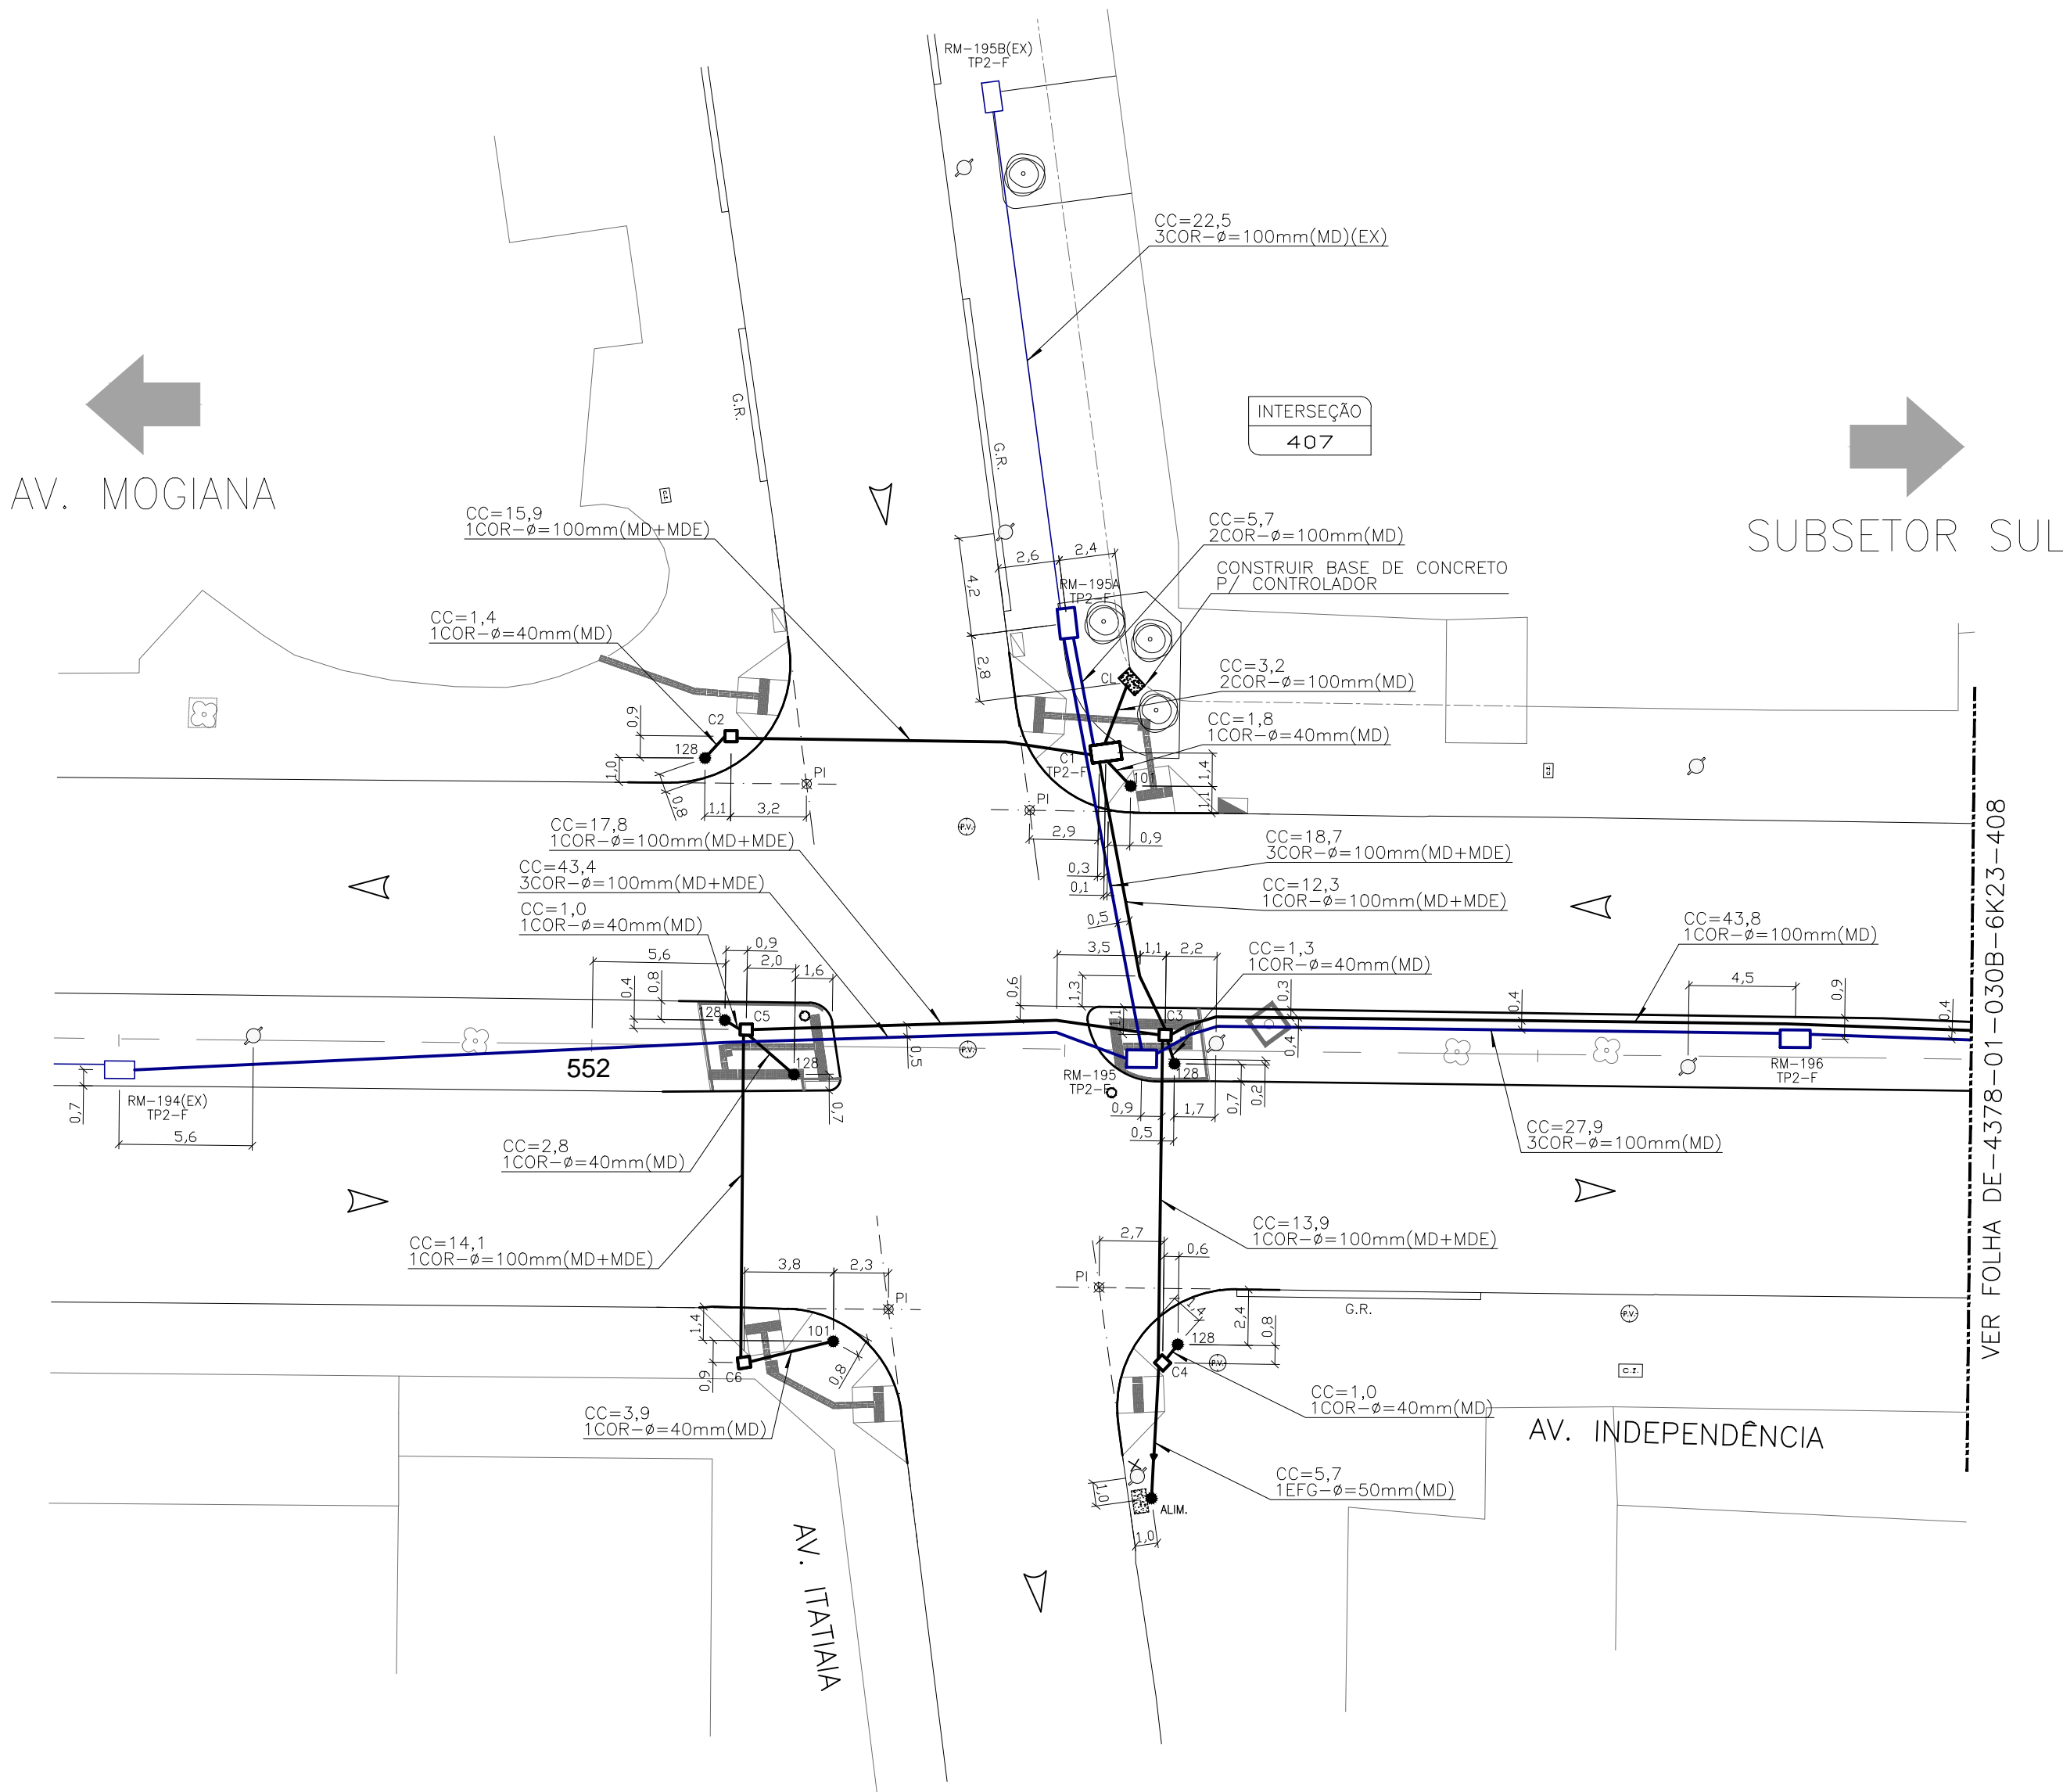 RM-195B(EX)
TP2-F
CC=22,5
3COR-ø=100mm(MD)(EX)
INTERSEÇÃO
407
AV. MOGIANA
SUBSETOR SUL
G.R.
G.R.
C.I.
CC=15,9
1COR-ø=100mm(MD+MDE)
CC=5,7
2COR-ø=100mm(MD)
CONSTRUIR BASE DE CONCRETO
P/ CONTROLADOR
2,6
2,4
4,2
2,8
RM-195A
TP2-F
CC=1,4
1COR-ø=40mm(MD)
CL
CC=3,2
2COR-ø=100mm(MD)
CC=1,8
1COR-ø=40mm(MD)
C2
128
0,9
1,0
0,8
1,1
3,2
PI
C1
TP2-F
101
1,4
1,1
PI
2,9
0,9
0,3
0,1
0,5
P.V.
C.I.
CC=17,8
1COR-ø=100mm(MD+MDE)
CC=43,4
3COR-ø=100mm(MD+MDE)
CC=1,0
1COR-ø=40mm(MD)
CC=18,7
3COR-ø=100mm(MD+MDE)
CC=12,3
1COR-ø=100mm(MD+MDE)
CC=43,8
1COR-ø=100mm(MD)
CC=1,3
1COR-ø=40mm(MD)
5,6
0,9
2,0
1,6
0,4
0,8
3,5
1,1
2,2
0,6
1,3
1,1
0,3
0,4
0,4
4,5
0,9
0,4
128
C5
C3
0,5
P.V.
552
128
RM-195
TP2-F
128
RM-196
TP2-F
RM-194(EX)
TP2-F
0,7
5,6
0,7
0,9
1,7
0,7
0,2
0,5
CC=2,8
1COR-ø=40mm(MD)
CC=27,9
3COR-ø=100mm(MD)
CC=14,1
1COR-ø=100mm(MD+MDE)
CC=13,9
1COR-ø=100mm(MD+MDE)
2,7
0,6
3,8
2,3
PI
PI
1,4
2,4
0,8
G.R.
P.V.
1,4
101
0,9
0,8
C6
128
P.V.
C4
C.I.
CC=3,9
1COR-ø=40mm(MD)
CC=1,0
1COR-ø=40mm(MD)
AV. INDEPENDÊNCIA
CC=5,7
1EFG-ø=50mm(MD)
1,0
ALIM.
1,0
AV. ITATIAIA
VER FOLHA DE-4378-01-030B-6K23-408